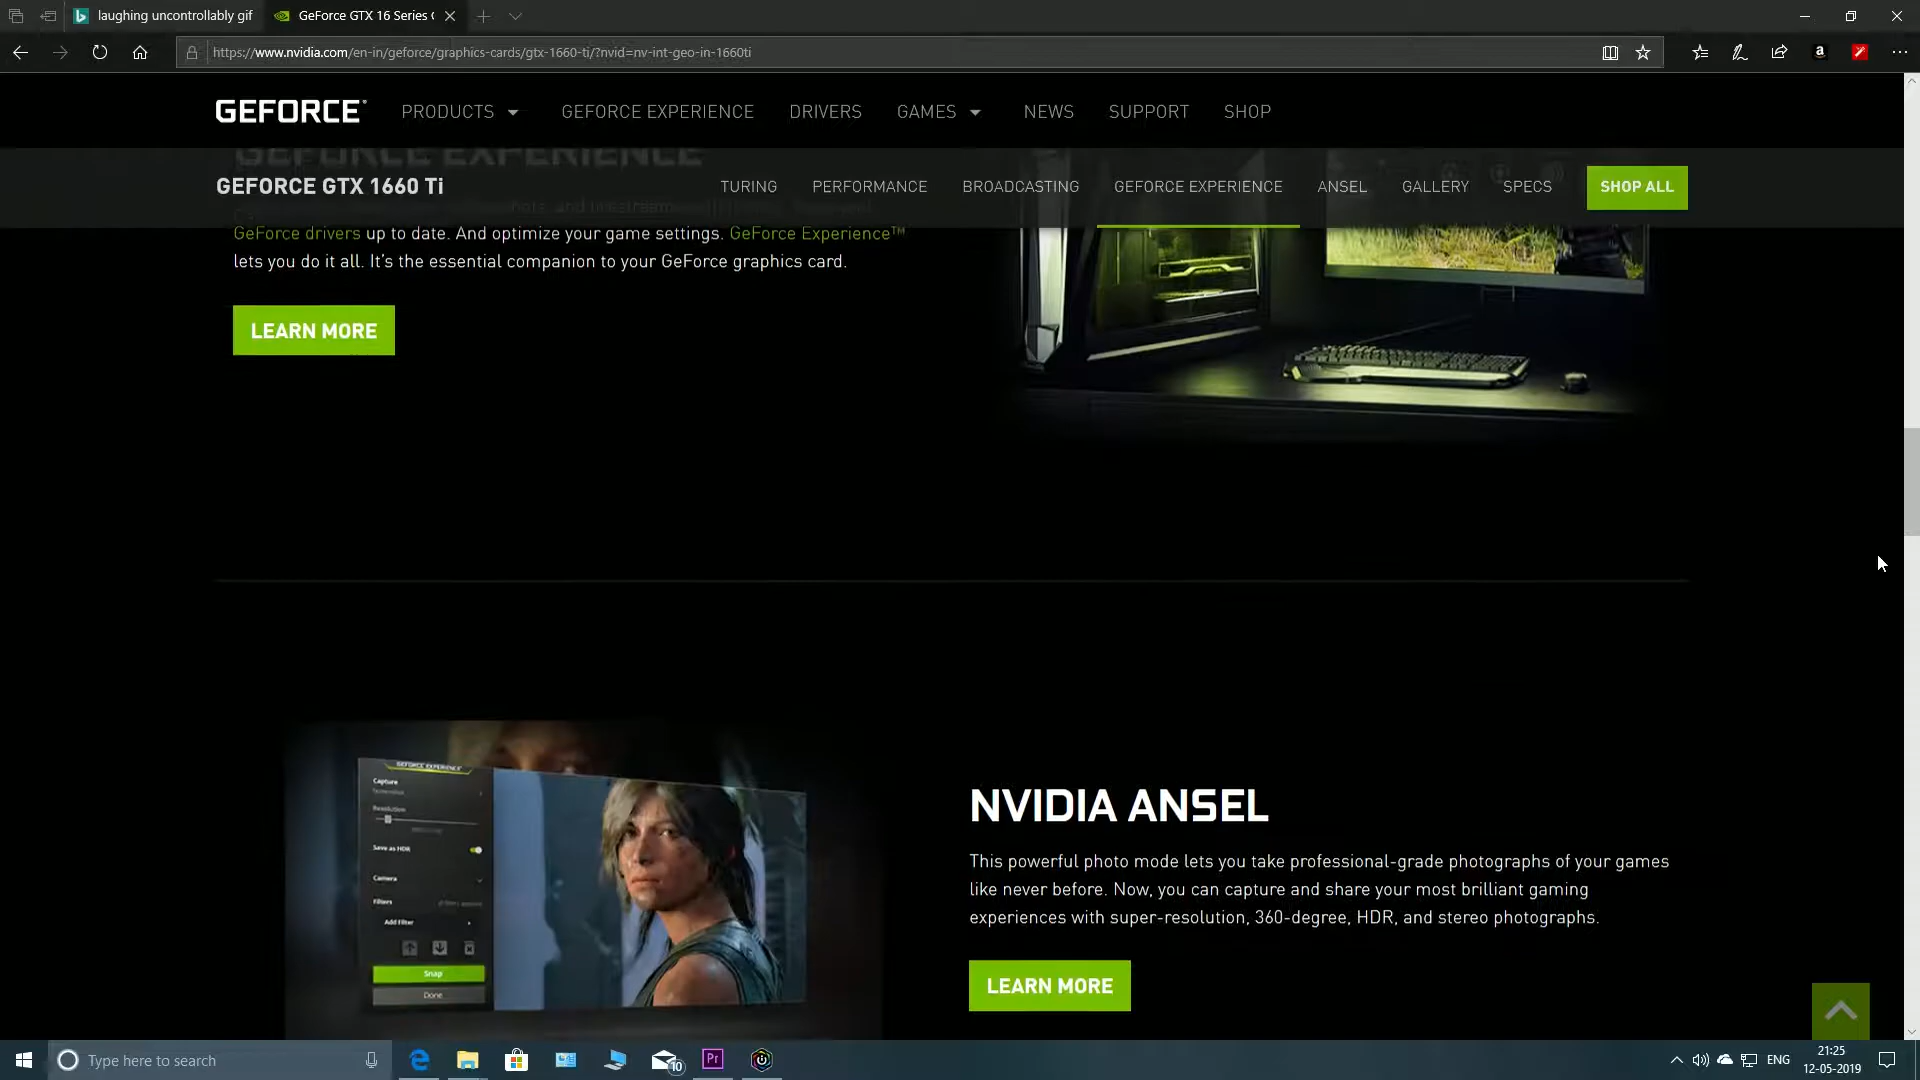 laughing uncontrollably gif
GeForce GTX 16 Series
https://www.nvidia.com/en-in/geforce/graphics-cards/gtx-1660-ti/?nvid=nv-int-geo-in-1660ti
GEFORCE PRODUCTS GEFORCE EXPERIENCE DRIVERS GAMES NEWS SUPPORT SHOP
GEFORCE EXPERIENCE
GEFORCE GTX 1660 Ti TURING PERFORMANCE BROADCASTING GEFORCE EXPERIENCE ANSEL GALLERY SPECS SHOP ALL
GeForce drivers up to date. And optimize your game settings. GeForce Experience™
lets you do it all. It's the essential companion to your GeForce graphics card.
LEARN MORE
GEFORCE EXPERIENCE
Capture
Resolution
Save as HDR
Camera
Filters
Add Filter
Snap
Done
NVIDIA ANSEL
This powerful photo mode lets you take professional-grade photographs of your games
like never before. Now, you can capture and share your most brilliant gaming
experiences with super-resolution, 360-degree, HDR, and stereo photographs.
LEARN MORE
Type here to search
10
Pr
ENG
21:25
12-05-2019